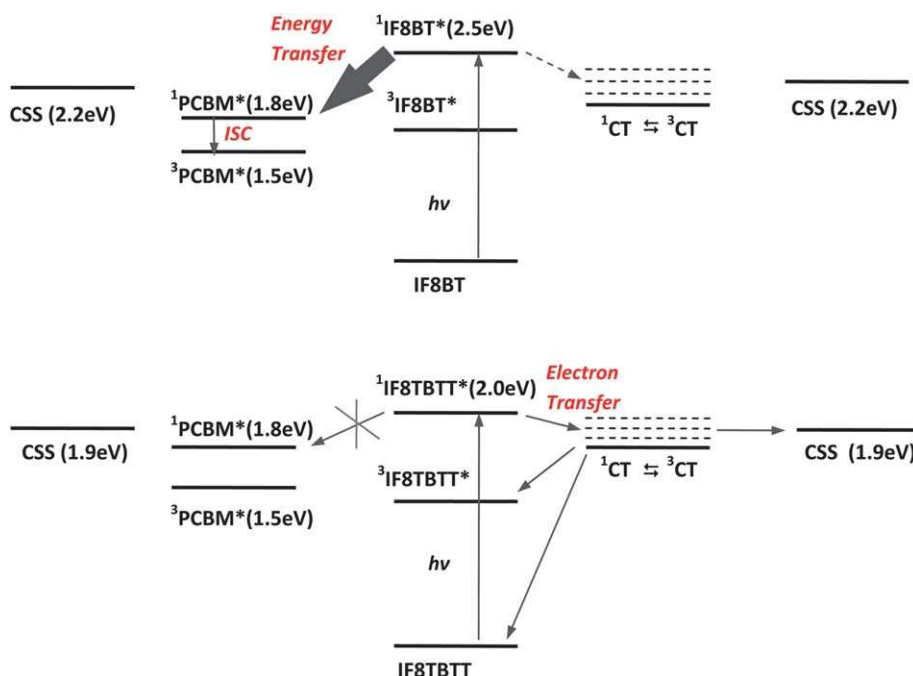 Energy
Transfer
¹IF8BT*(2.5eV)
CSS (2.2eV)
¹PCBM*(1.8eV)
ISC
³PCBM*(1.5eV)
³IF8BT*
hν
IF8BT
¹CT ⇆ ³CT
CSS (2.2eV)
¹IF8TBTT*(2.0eV)
Electron
Transfer
CSS (1.9eV)
¹PCBM*(1.8eV)
³PCBM*(1.5eV)
³IF8TBTT*
hν
IF8TBTT
¹CT ⇆ ³CT
CSS (1.9eV)